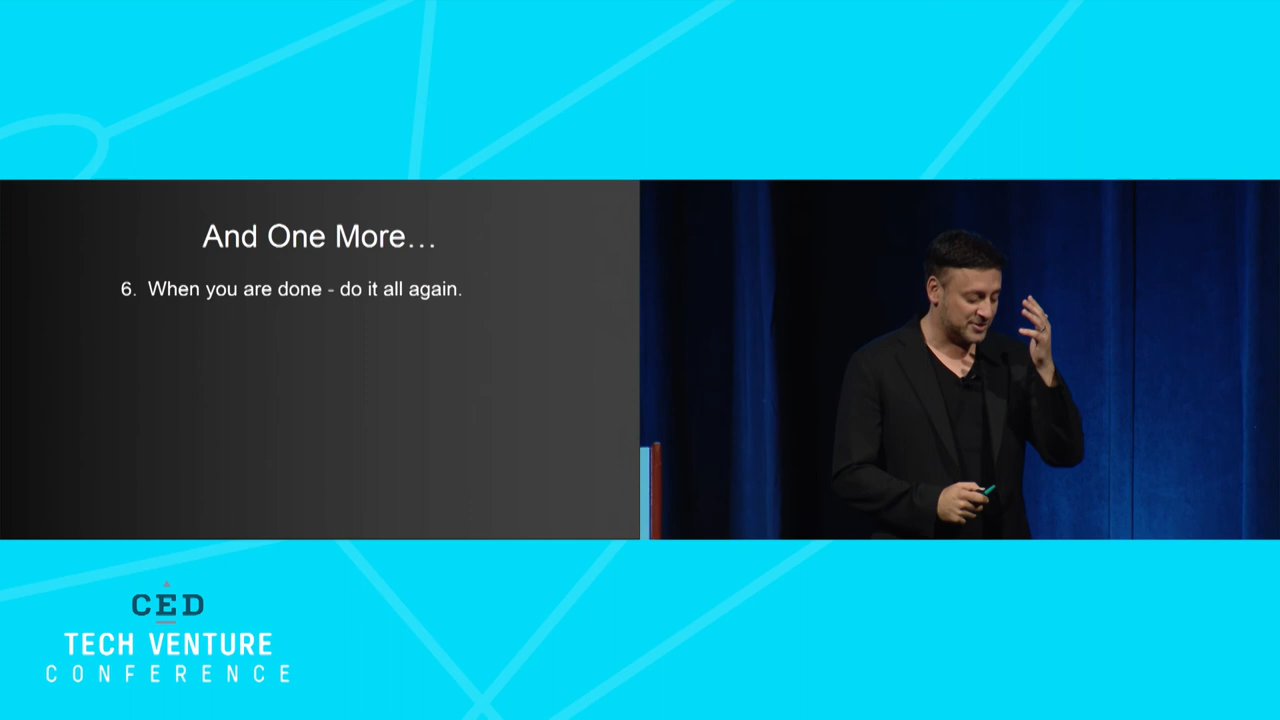 And One More…
6. When you are done - do it all again.
CED
TECH VENTURE
CONFERENCE